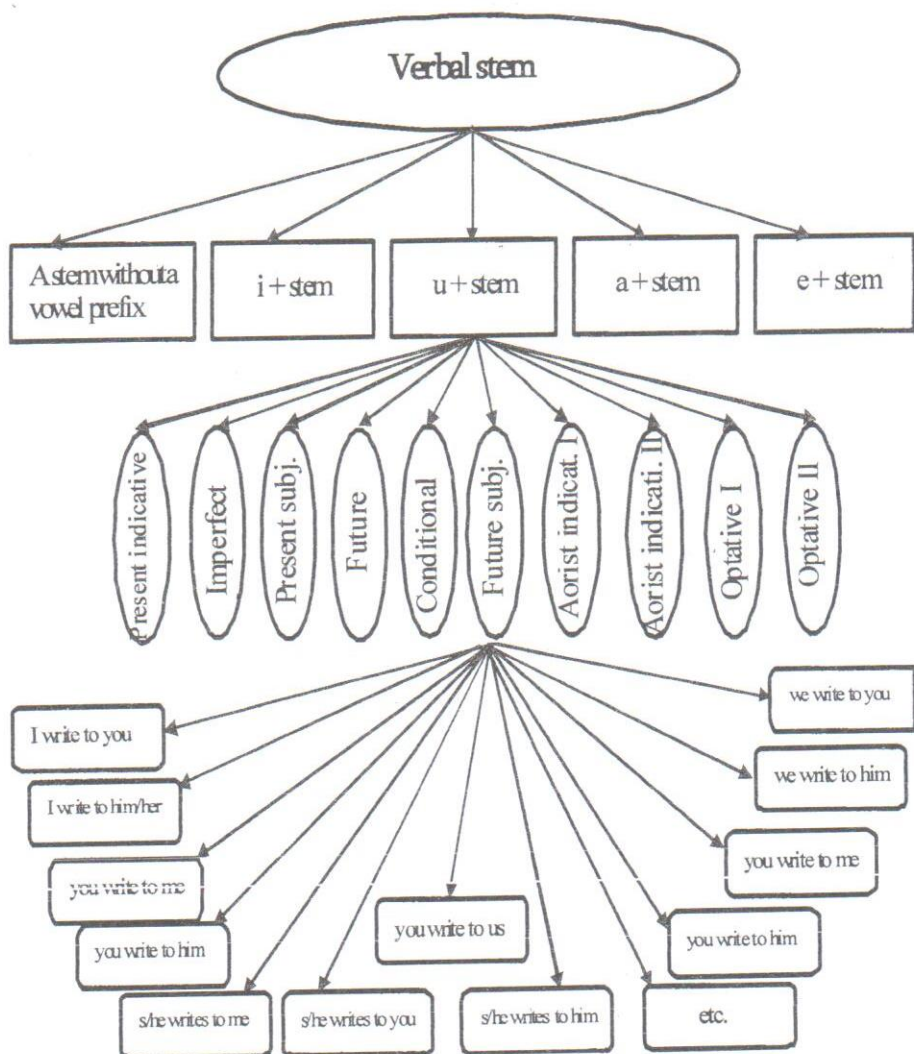 Verbal stem
A stem without a
vowel prefix
i + stem
u + stem
a + stem
e + stem
Present indicative
Imperfect
Present subj.
Future
Conditional
Future subj.
Aorist indicat. I
Aorist indicati. II
Optative I
Optative II
I write to you
I write to him/her
you write to me
you write to him
s/he writes to me
s/he writes to you
you write to us
s/he writes to him
etc.
you write to him
you write to me
we write to him
we write to you